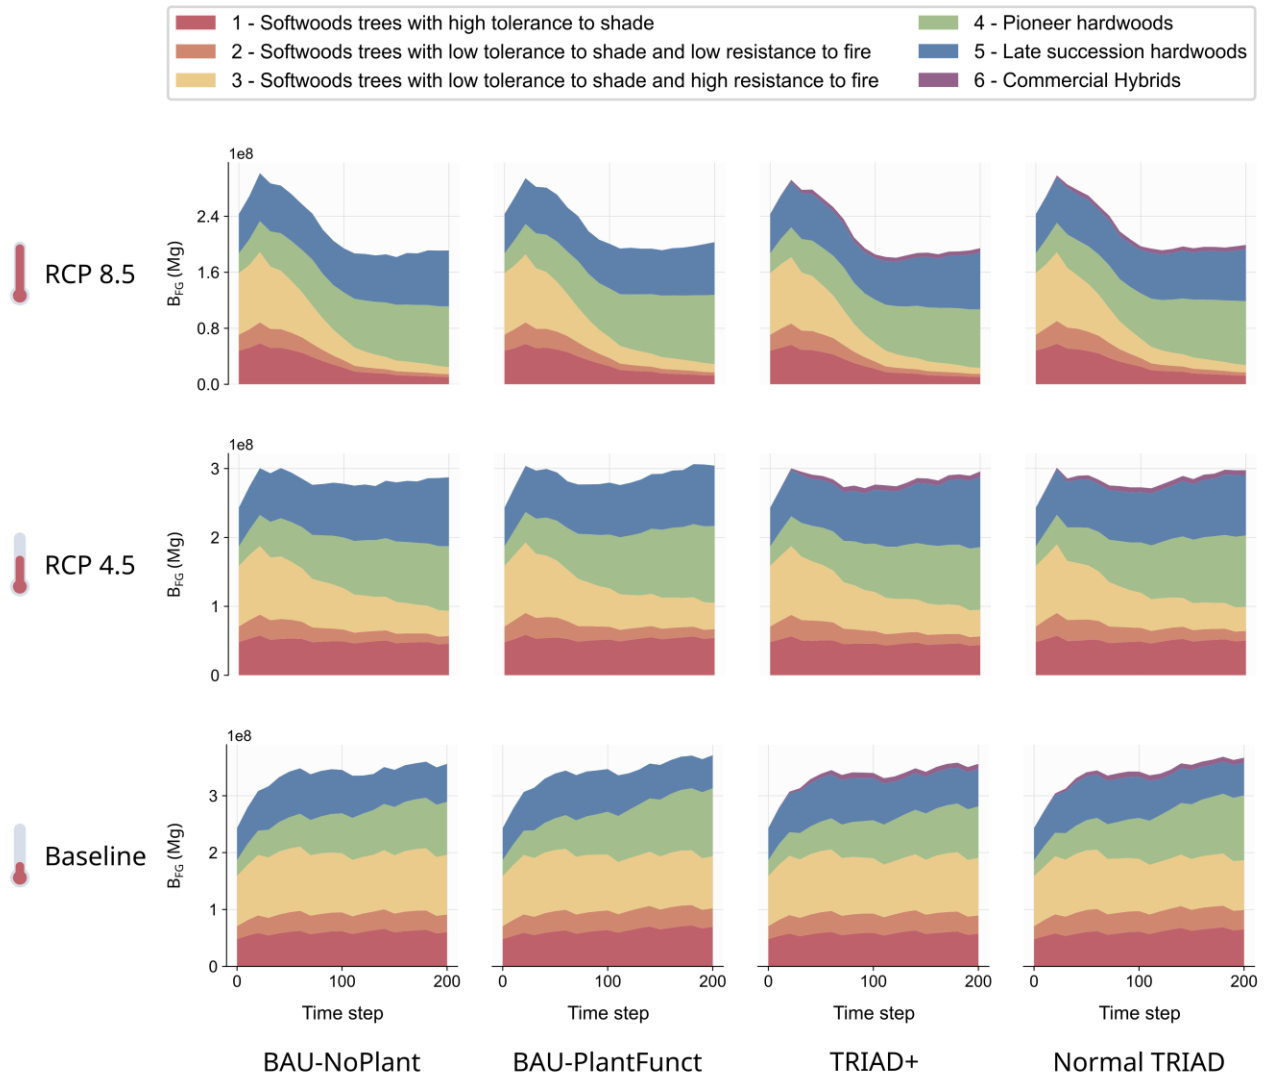 1 - Softwoods trees with high tolerance to shade
2 - Softwoods trees with low tolerance to shade and low resistance to fire
3 - Softwoods trees with low tolerance to shade and high resistance to fire
4 - Pioneer hardwoods
5 - Late succession hardwoods
6 - Commercial Hybrids
RCP 8.5
1e8
B_FG (Mg)
2.4
1.6
0.8
0.0
RCP 4.5
1e8
B_FG (Mg)
3
2
1
0
Baseline
1e8
B_FG (Mg)
3
2
1
0
0 100 200 0 100 200 0 100 200 0 100 200
Time step Time step Time step Time step
BAU-NoPlant BAU-PlantFunct TRIAD+ Normal TRIAD